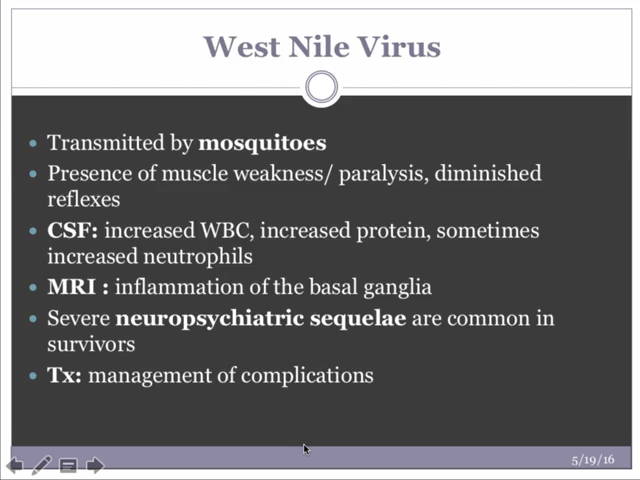 West Nile Virus
• Transmitted by mosquitoes
• Presence of muscle weakness/ paralysis, diminished
reflexes
• CSF: increased WBC, increased protein, sometimes
increased neutrophils
• MRI : inflammation of the basal ganglia
• Severe neuropsychiatric sequelae are common in
survivors
• Tx: management of complications
5/19/16